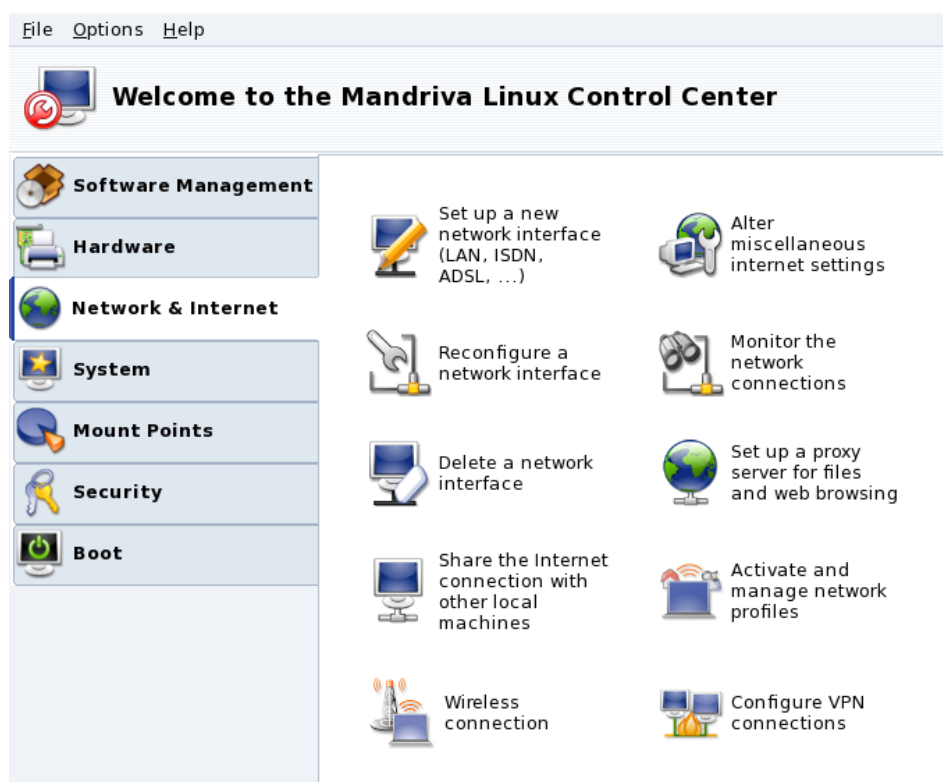 File Options Help
Welcome to the Mandriva Linux Control Center
Software Management
Hardware
Network & Internet
System
Mount Points
Security
Boot
Set up a new
network interface
(LAN, ISDN,
ADSL, ...)
Alter
miscellaneous
internet settings
Reconfigure a
network interface
Monitor the
network
connections
Delete a network
interface
Set up a proxy
server for files
and web browsing
Share the Internet
connection with
other local
machines
Activate and
manage network
profiles
Wireless
connection
Configure VPN
connections